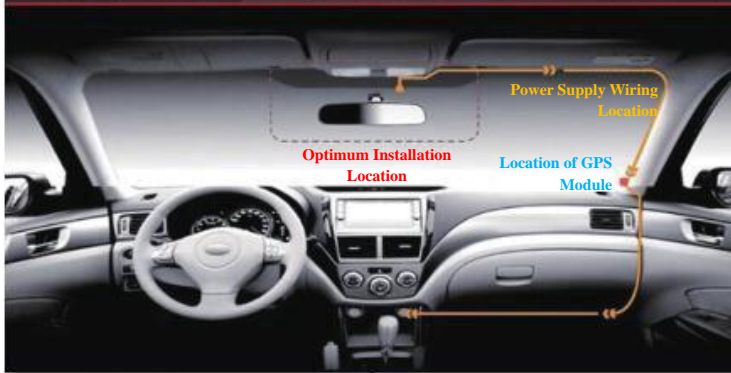 Power Supply Wiring
Location
Optimum Installation
Location
Location of GPS
Module